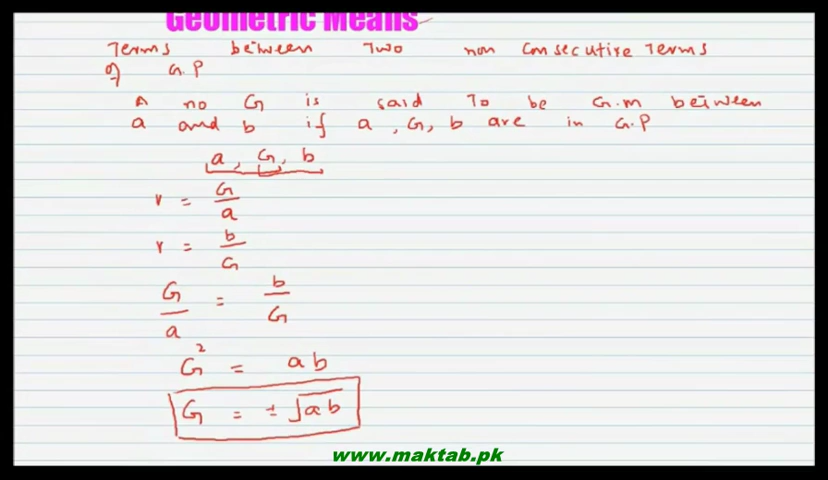 Geometric Means
Terms between Two non Consecutive Terms
of G.P
A no G is said To be G.m between
a and b if a, G, b are in G.P
a, G, b
r = G/a
r = b/G
G/a = b/G
G² = ab
G = ±√ab
www.maktab.pk